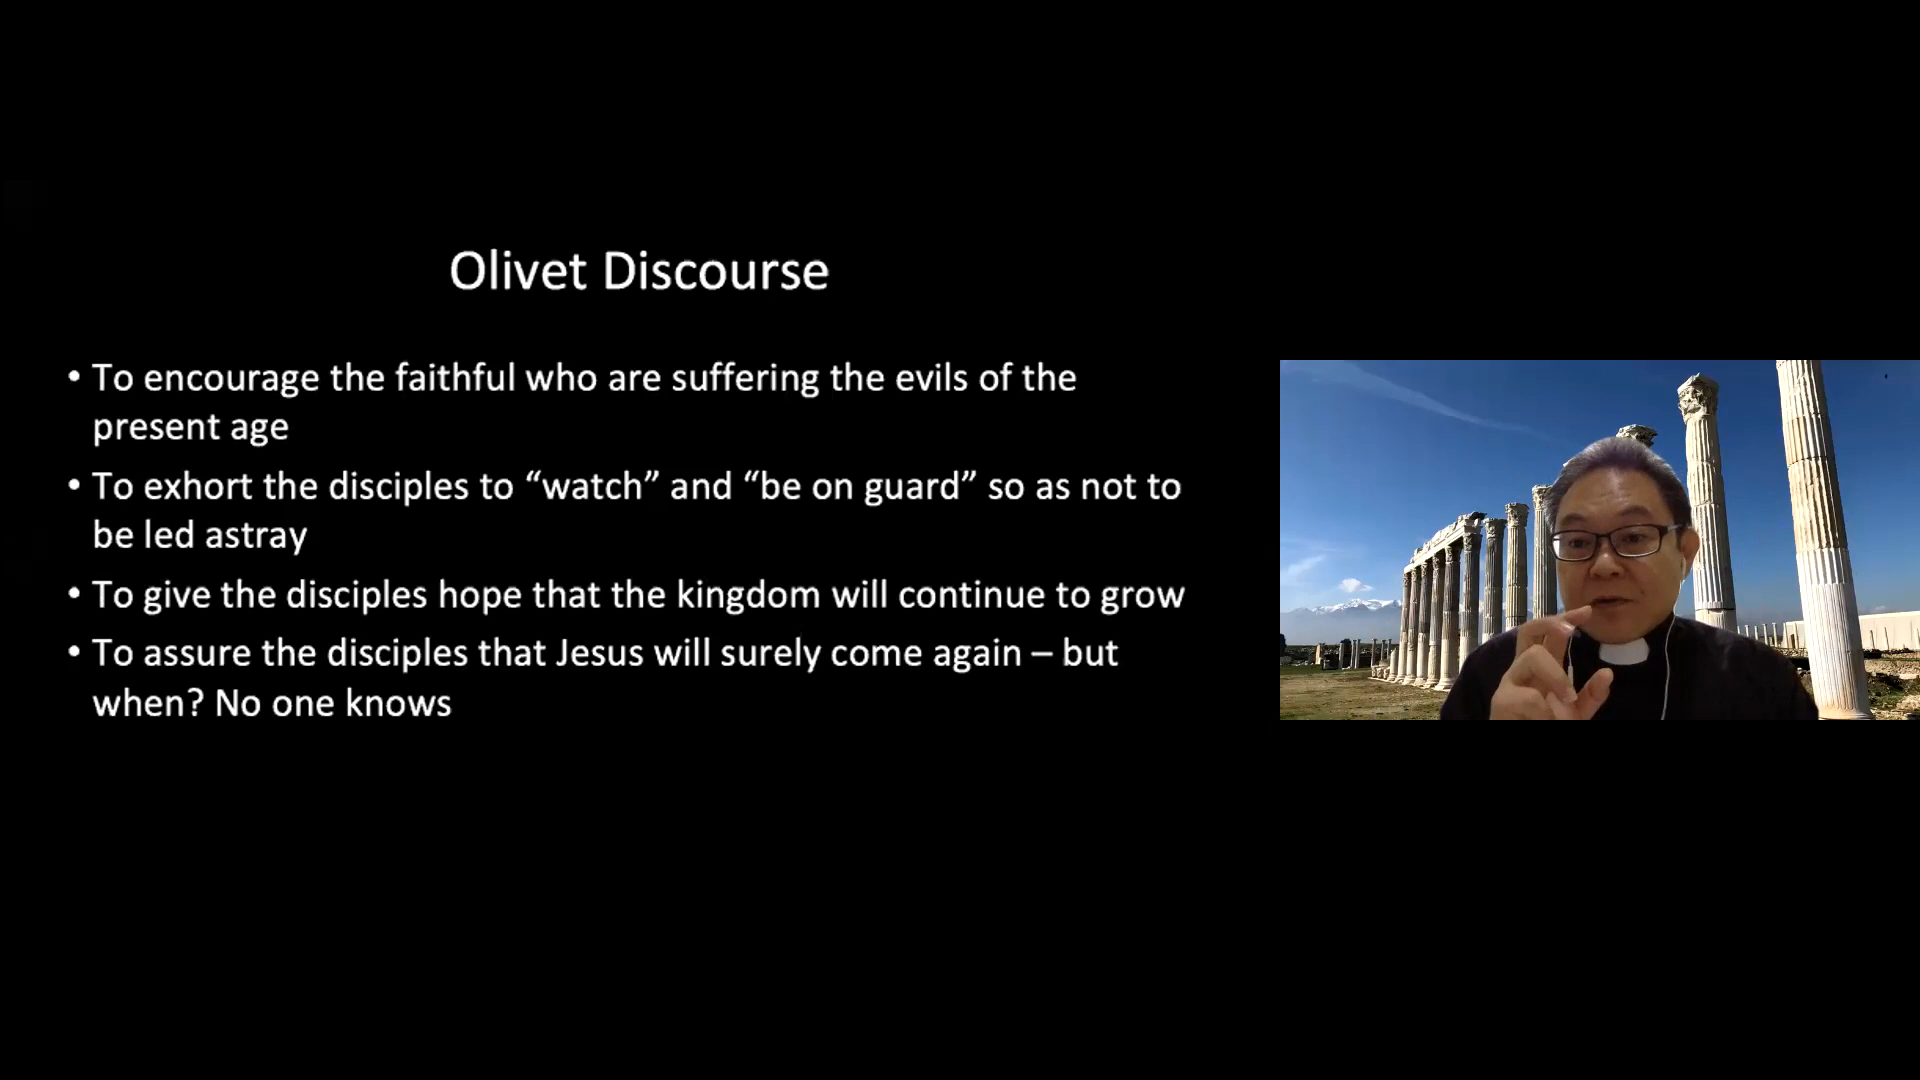 Olivet Discourse
• To encourage the faithful who are suffering the evils of the
present age
• To exhort the disciples to “watch” and “be on guard” so as not to
be led astray
• To give the disciples hope that the kingdom will continue to grow
• To assure the disciples that Jesus will surely come again – but
when? No one knows